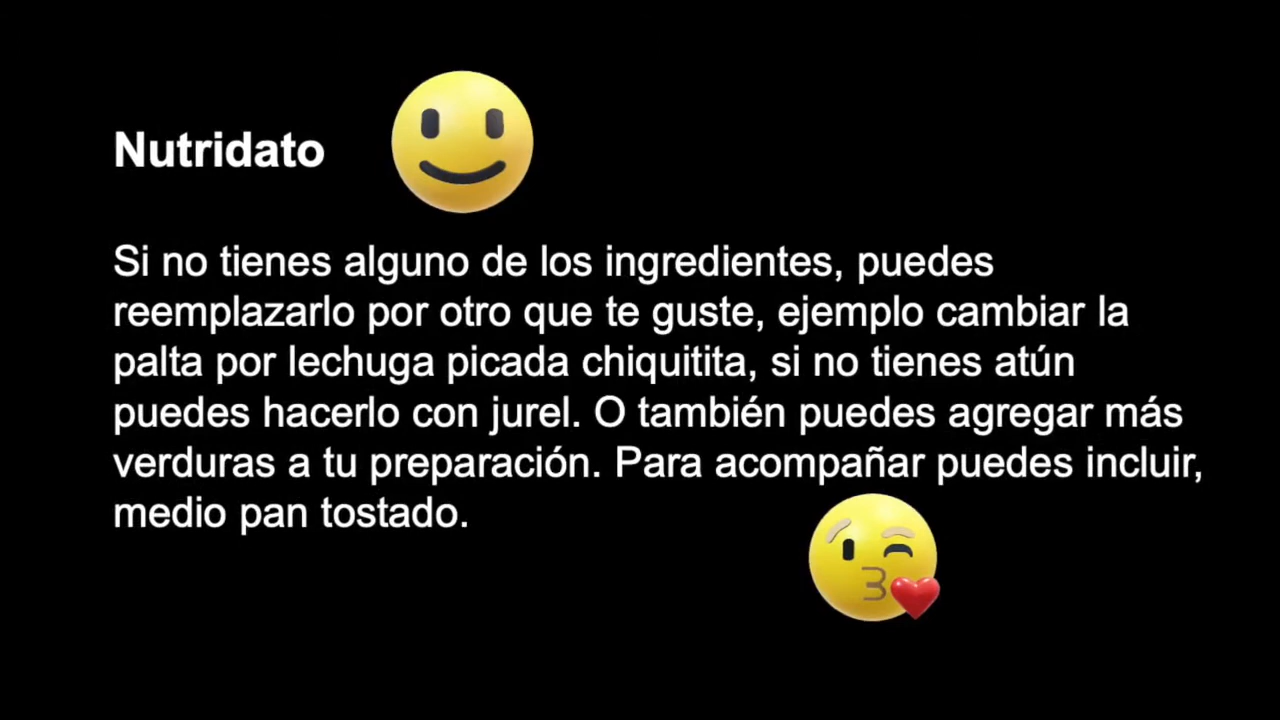 Nutridato
Si no tienes alguno de los ingredientes, puedes
reemplazarlo por otro que te guste, ejemplo cambiar la
palta por lechuga picada chiquitita, si no tienes atún
puedes hacerlo con jurel. O también puedes agregar más
verduras a tu preparación. Para acompañar puedes incluir,
medio pan tostado.